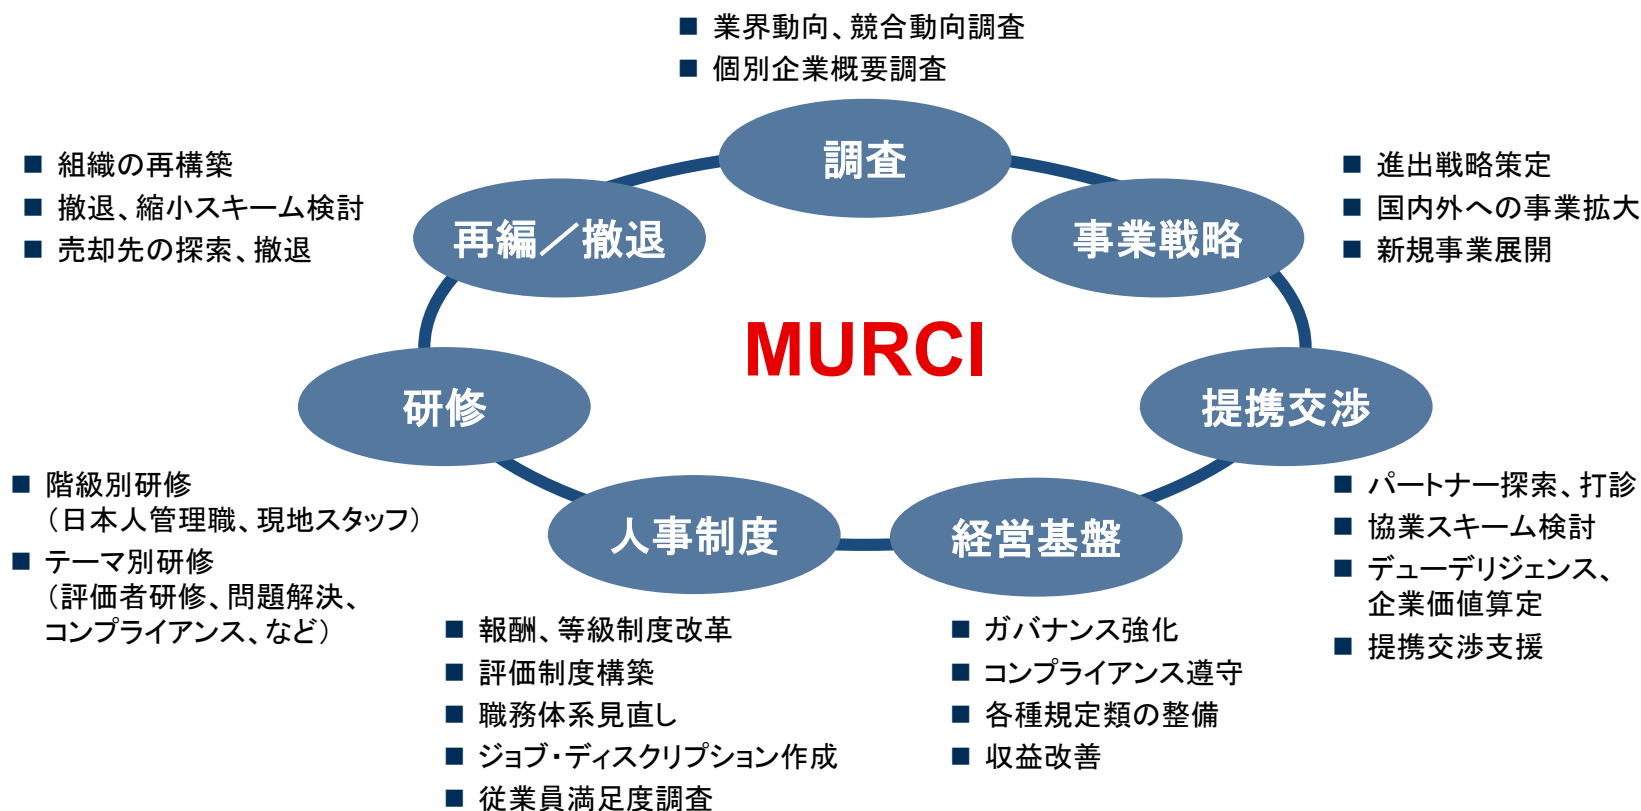 ■ 業界動向、競合動向調査
■ 個別企業概要調査
調査
■ 組織の再構築
■ 撤退、縮小スキーム検討
■ 売却先の探索、撤退
再編／撤退
事業戦略
■ 進出戦略策定
■ 国内外への事業拡大
■ 新規事業展開
MURCI
研修
提携交渉
■ 階級別研修
（日本人管理職、現地スタッフ）
■ テーマ別研修
（評価者研修、問題解決、
コンプライアンス、など）
人事制度
経営基盤
■ パートナー探索、打診
■ 協業スキーム検討
■ デューデリジェンス、
企業価値算定
■ 提携交渉支援
■ 報酬、等級制度改革
■ 評価制度構築
■ 職務体系見直し
■ ジョブ・ディスクリプション作成
■ 従業員満足度調査
■ ガバナンス強化
■ コンプライアンス遵守
■ 各種規定類の整備
■ 収益改善